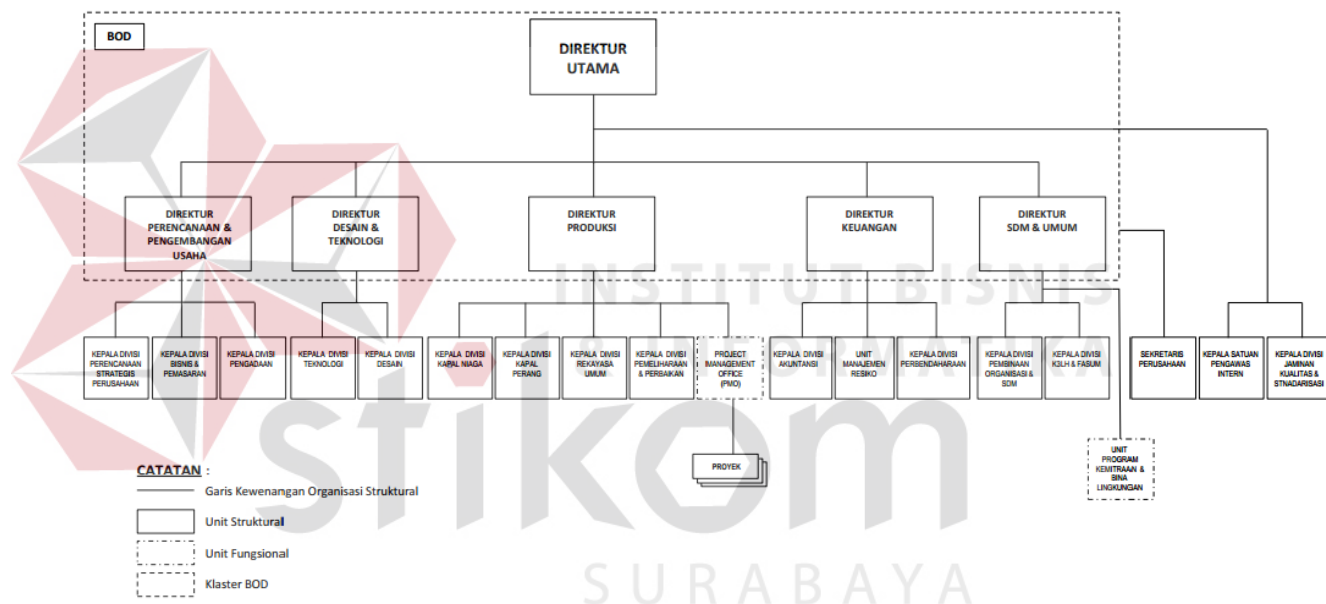 BOD
DIREKTUR
UTAMA
DIREKTUR
PERENCANAAN &
PENGEMBANGAN
USAHA
DIREKTUR
DESAIN &
TEKNOLOGI
DIREKTUR
PRODUKSI
DIREKTUR
KEUANGAN
DIREKTUR
SDM & UMUM
KEPALA DIVISI
PERENCANAAN
STRATEGIS
PERUSAHAAN
KEPALA DIVISI
BISNIS &
PEMASARAN
KEPALA DIVISI
PENGADAAN
KEPALA DIVISI
TEKNOLOGI
KEPALA DIVISI
DESAIN
KEPALA DIVISI
KAPAL NIAGA
KEPALA DIVISI
KAPAL
PERANG
KEPALA DIVISI
REKAYASA
UMUM
KEPALA DIVISI
PEMELIHARAAN
& PERBAIKAN
PROJECT
MANAGEMENT
OFFICE
(PMO)
KEPALA DIVISI
AKUNTANSI
UNIT
MANAJEMEN
RESIKO
KEPALA DIVISI
PERBENDAHARAAN
KEPALA DIVISI
PEMBINAAN
ORGANISASI &
SDM
KEPALA DIVISI
K3LH & FASUM
SEKRETARIS
PERUSAHAAN
KEPALA SATUAN
PENGAWAS
INTERN
KEPALA DIVISI
JAMINAN
KUALITAS &
STNADARISASI
PROYEK
UNIT
PROGRAM
KEMITRAAN &
BINA
LINGKUNGAN
CATATAN :
Garis Kewenangan Organisasi Struktural
Unit Struktural
Unit Fungsional
Klaster BOD
INSTITUT BISNIS
& INFORMATIKA
stikom
SURABAYA